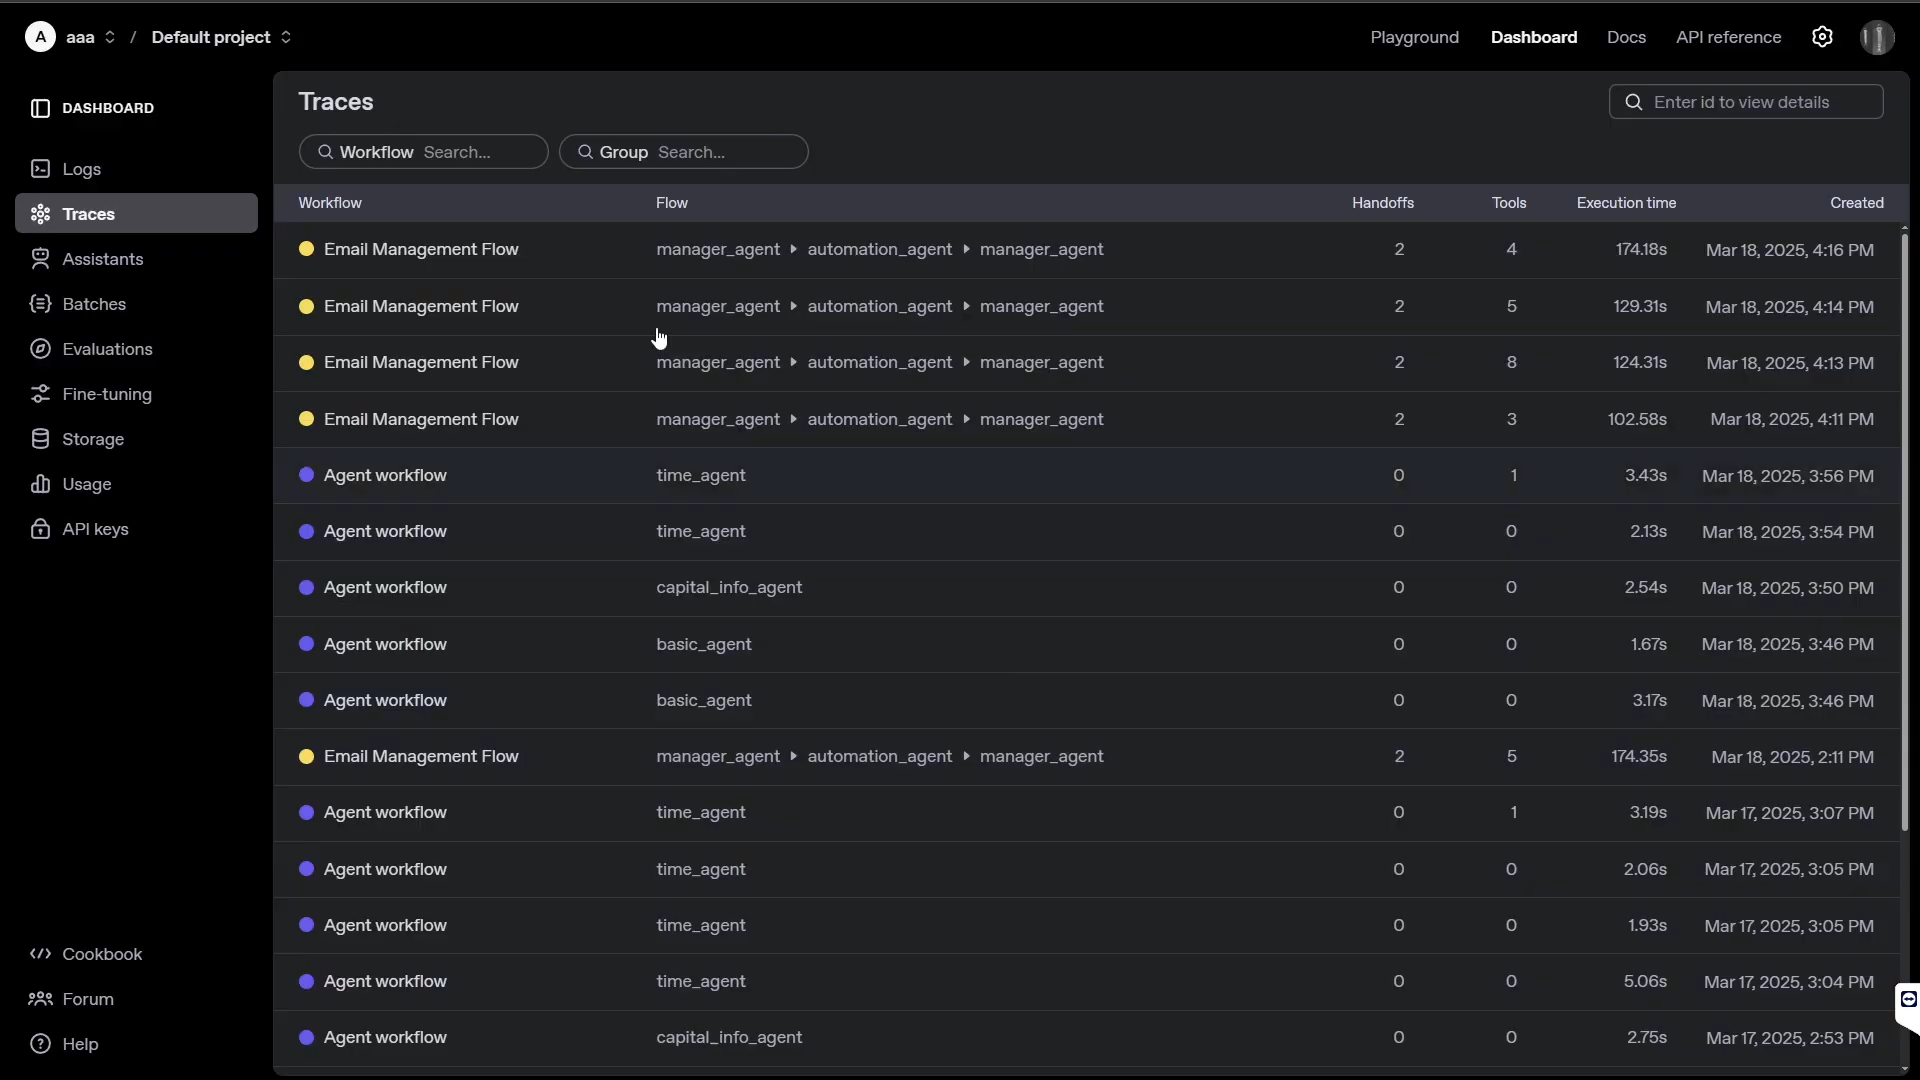 A aaa / Default project Playground Dashboard Docs API reference
DASHBOARD
Logs
Traces
Assistants
Batches
Evaluations
Fine-tuning
Storage
Usage
API keys
Cookbook
Forum
Help
Traces
Enter id to view details
Workflow Search... Group Search...
Workflow Flow Handoffs Tools Execution time Created
Email Management Flow manager_agent automation_agent manager_agent 2 4 174.18s Mar 18, 2025, 4:16 PM
Email Management Flow manager_agent automation_agent manager_agent 2 5 129.31s Mar 18, 2025, 4:14 PM
Email Management Flow manager_agent automation_agent manager_agent 2 8 124.31s Mar 18, 2025, 4:13 PM
Email Management Flow manager_agent automation_agent manager_agent 2 3 102.58s Mar 18, 2025, 4:11 PM
Agent workflow time_agent 0 1 3.43s Mar 18, 2025, 3:56 PM
Agent workflow time_agent 0 0 2.13s Mar 18, 2025, 3:54 PM
Agent workflow capital_info_agent 0 0 2.54s Mar 18, 2025, 3:50 PM
Agent workflow basic_agent 0 0 1.67s Mar 18, 2025, 3:46 PM
Agent workflow basic_agent 0 0 3.17s Mar 18, 2025, 3:46 PM
Email Management Flow manager_agent automation_agent manager_agent 2 5 174.35s Mar 18, 2025, 2:11 PM
Agent workflow time_agent 0 1 3.19s Mar 17, 2025, 3:07 PM
Agent workflow time_agent 0 0 2.06s Mar 17, 2025, 3:05 PM
Agent workflow time_agent 0 0 1.93s Mar 17, 2025, 3:05 PM
Agent workflow time_agent 0 0 5.06s Mar 17, 2025, 3:04 PM
Agent workflow capital_info_agent 0 0 2.75s Mar 17, 2025, 2:53 PM